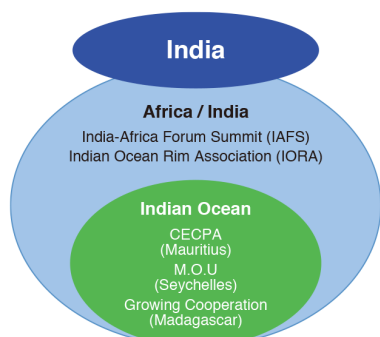 India
Africa / India
India-Africa Forum Summit (IAFS)
Indian Ocean Rim Association (IORA)
Indian Ocean
CECPA
(Mauritius)
M.O.U
(Seychelles)
Growing Cooperation
(Madagascar)